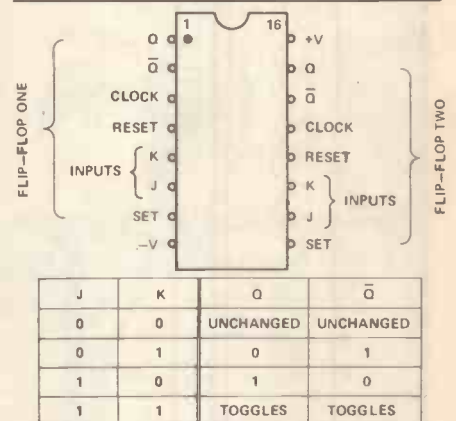 1 16
Q +V
Q̅ Q
CLOCK Q̅
RESET CLOCK
K RESET
INPUTS
J K
SET J
INPUTS
–V SET
FLIP–FLOP ONE
FLIP–FLOP TWO
J K Q Q̅
0 0 UNCHANGED UNCHANGED
0 1 0 1
1 0 1 0
1 1 TOGGLES TOGGLES